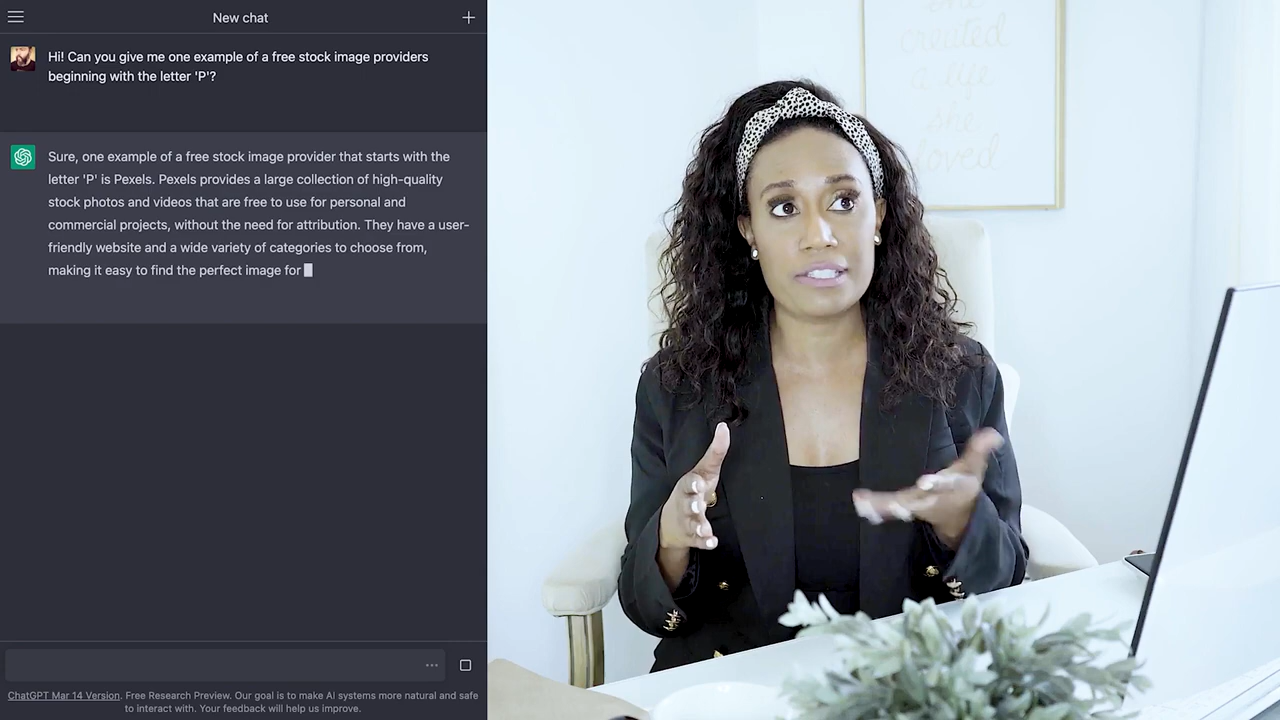 New chat
Hi! Can you give me one example of a free stock image providers
beginning with the letter 'P'?
Sure, one example of a free stock image provider that starts with the
letter 'P' is Pexels. Pexels provides a large collection of high-quality
stock photos and videos that are free to use for personal and
commercial projects, without the need for attribution. They have a user-
friendly website and a wide variety of categories to choose from,
making it easy to find the perfect image for
ChatGPT Mar 14 Version. Free Research Preview. Our goal is to make AI systems more natural and safe
to interact with. Your feedback will help us improve.
she
created
a life
she
loved